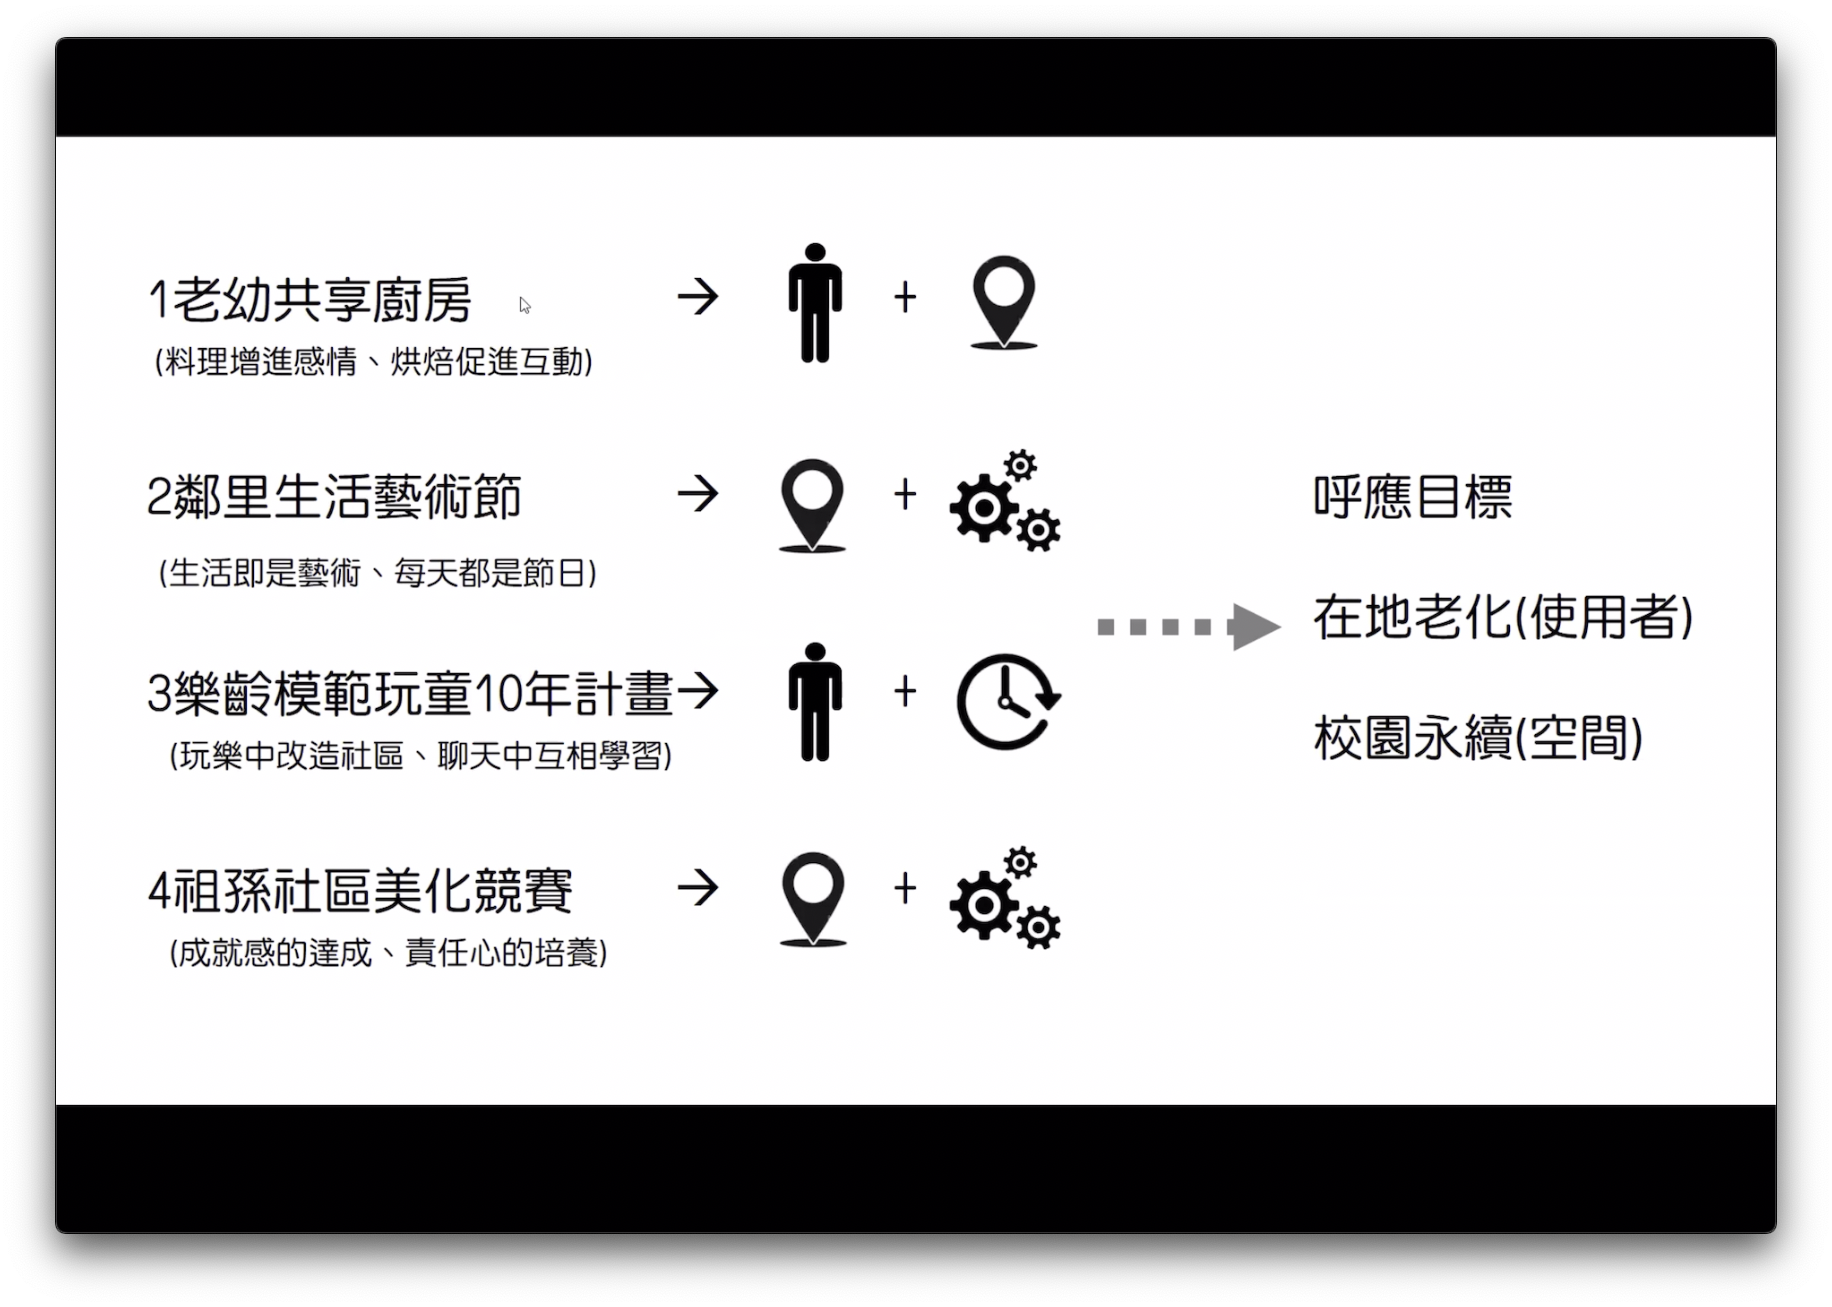 1老幼共享廚房
(料理增進感情、烘焙促進互動)
2鄰里生活藝術節
(生活即是藝術、每天都是節日)
3樂齡模範玩童10年計畫
(玩樂中改造社區、聊天中互相學習)
4祖孫社區美化競賽
(成就感的達成、責任心的培養)
呼應目標
在地老化(使用者)
校園永續(空間)